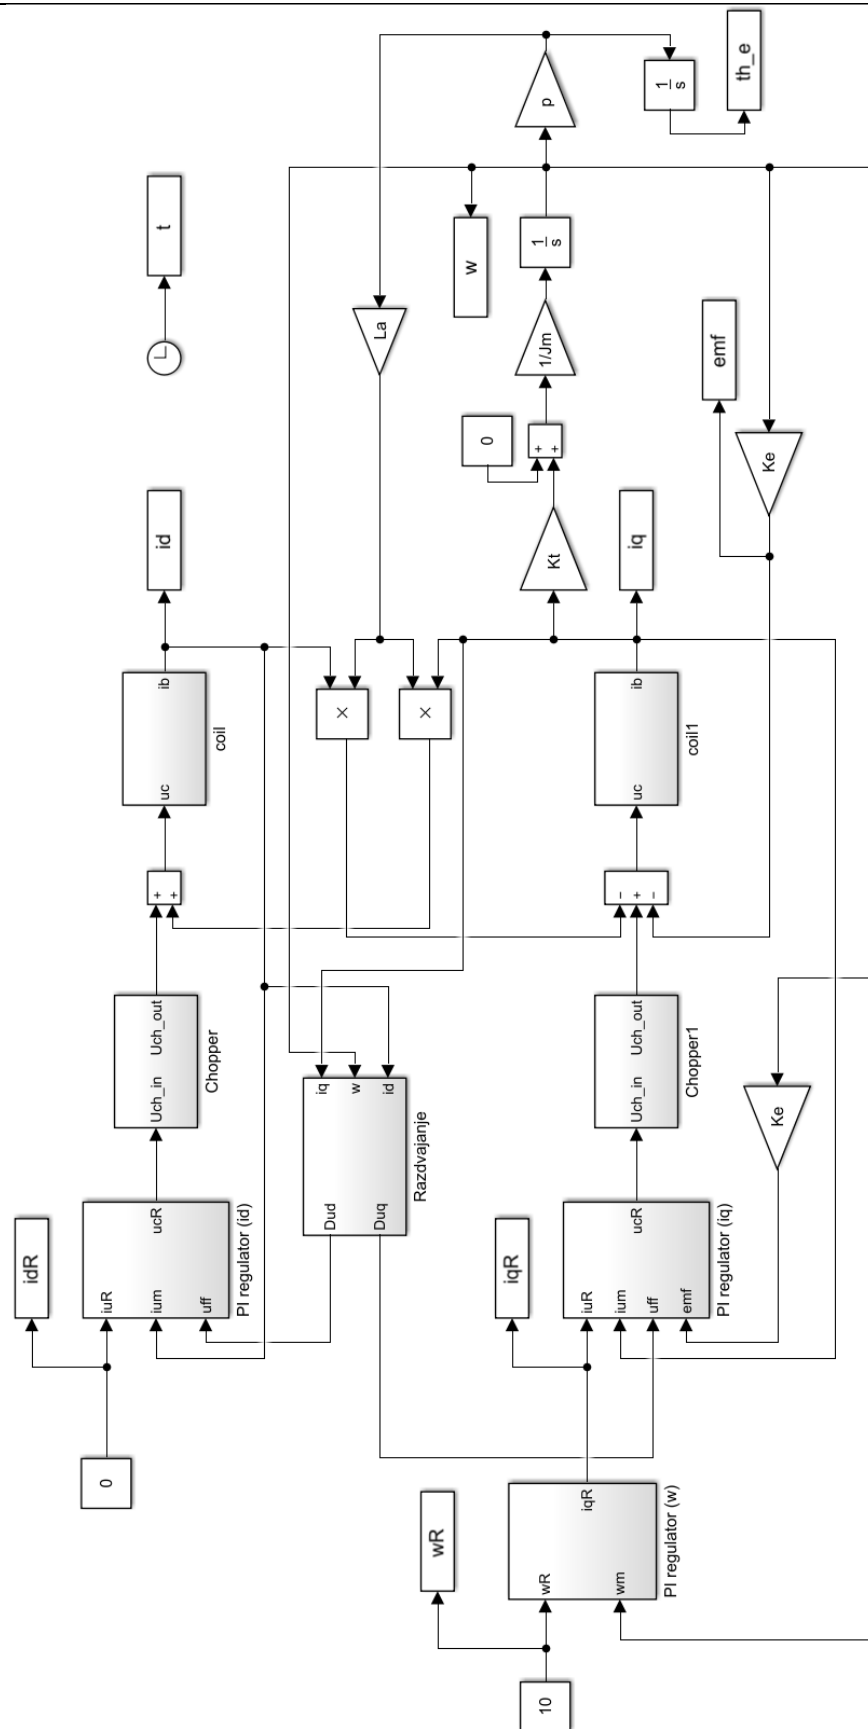 0
idR
iuR
ium
uff
ucR
PI regulator (id)
Uch_in
Uch_out
Chopper
+
+
uc
ib
coil
id
t
Dud
Duq
iq
w
id
Razdvajanje
×
×
La
p
1
s
th_e
10
wR
wR
wm
iqR
PI regulator (w)
iqR
iuR
ium
uff
emf
ucR
PI regulator (iq)
Uch_in
Uch_out
Chopper1
−
+
−
uc
ib
coil1
iq
Kt
0
+
+
1/Jm
1
s
w
Ke
emf
Ke